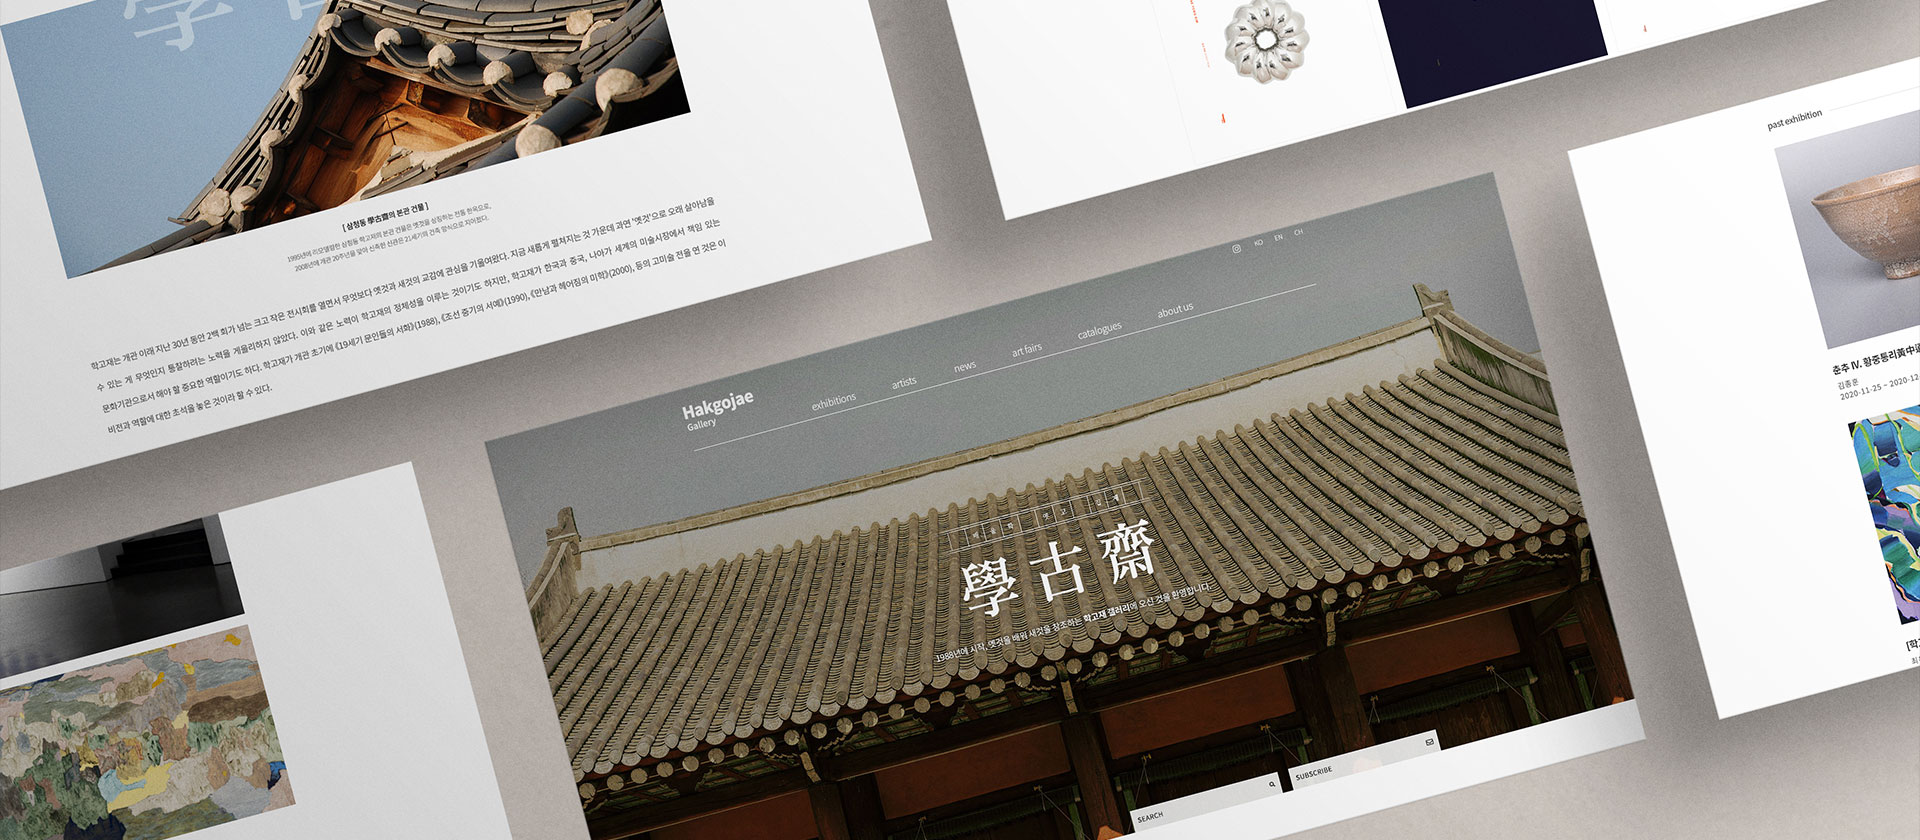 學
[ 삼청동 學古齋의 본관 건물 ]
1995년에 리모델링한 삼청동 학고재의 본관 건물은 옛것을 상징하는 전통 한옥으로,
2008년에 개관 20주년을 맞아 신축한 신관은 21세기의 건축 방식으로 지어졌다.
학고재는 개관 이래 지난 30년 동안 2백 회가 넘는 크고 작은 전시회를 열면서 무엇보다 옛것과 새것의 교감에 관심을 기울여왔다. 지금 새롭게 펼쳐지는 것 가운데 과연 '옛것'으로 오래 살아남을
수 있는 게 무엇인지 통찰하려는 노력을 게을리하지 않았다. 이와 같은 노력이 학고재의 정체성을 이루는 것이기도 하지만, 학고재가 한국과 중국, 나아가 세계의 미술시장에서 책임 있는
문화기관으로서 해야 할 중요한 역할이기도 하다. 학고재가 개관 초기에 《19세기 문인들의 서화》(1988), 《조선 중기의 서예》(1990), 《만남과 헤어짐의 미학》(2000), 등의 고미술 전을 연 것은 이
비전과 역할에 대한 초석을 놓은 것이라 할 수 있다.
KO EN CH
Hakgojae
Gallery
exhibitions artists news art fairs catalogues about us
배울 학 옛 고 집 재
學古齋
1988년에 시작, 옛것을 배워 새것을 창조하는 학고재 갤러리에 오신 것을 환영합니다.
SEARCH
SUBSCRIBE
past exhibition
춘추 IV. 황중통리黃中通
김종훈
2020-11-25 ~ 2020-12
[학